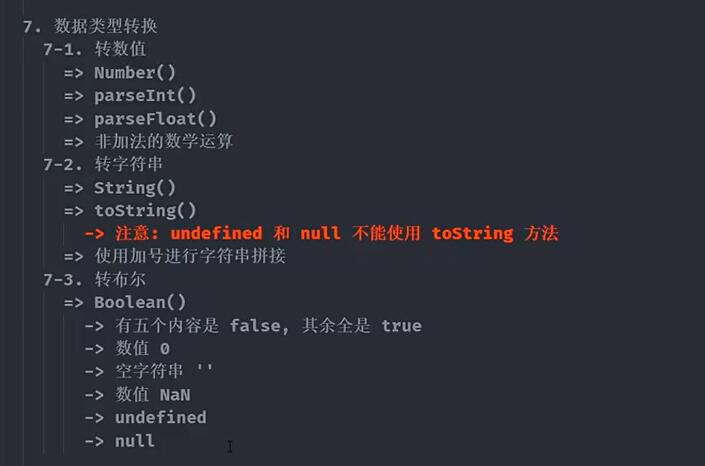 7. 数据类型转换
7-1. 转数值
=> Number()
=> parseInt()
=> parseFloat()
=> 非加法的数学运算
7-2. 转字符串
=> String()
=> toString()
-> 注意: undefined 和 null 不能使用 toString 方法
=> 使用加号进行字符串拼接
7-3. 转布尔
=> Boolean()
-> 有五个内容是 false, 其余全是 true
-> 数值 0
-> 空字符串 ''
-> 数值 NaN
-> undefined
-> null